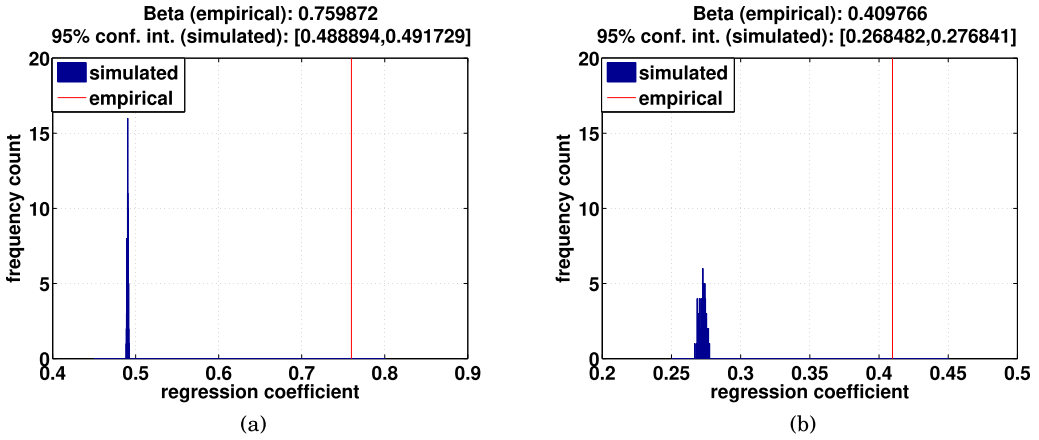 Beta (empirical): 0.759872
95% conf. int. (simulated): [0.488894,0.491729]
20
15
10
5
0
frequency count
simulated
empirical
0.4 0.5 0.6 0.7 0.8 0.9
regression coefficient
(a)
Beta (empirical): 0.409766
95% conf. int. (simulated): [0.268482,0.276841]
20
15
10
5
0
frequency count
simulated
empirical
0.2 0.25 0.3 0.35 0.4 0.45 0.5
regression coefficient
(b)